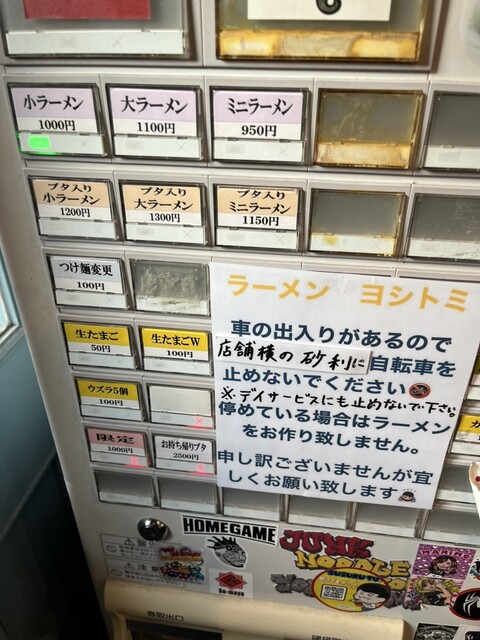 小ラーメン
1000円
大ラーメン
1100円
ミニラーメン
950円
ブタ入り
小ラーメン
1200円
ブタ入り
大ラーメン
1300円
ブタ入り
ミニラーメン
1150円
つけ麺変更
100円
生たまご
50円
生たまごW
100円
ウズラ5個
100円
限定
1000円
お持ち帰りブタ
2500円
ラーメン ヨシトミ
車の出入りがあるので
店舗横の砂利に自転車を
止めないでください
※デイサービスにも止めないで下さい。
停めている場合はラーメン
をお作り致しません。
申し訳ございませんが宜
しくお願い致します
HOMEGAME
JUNK
NOODLE